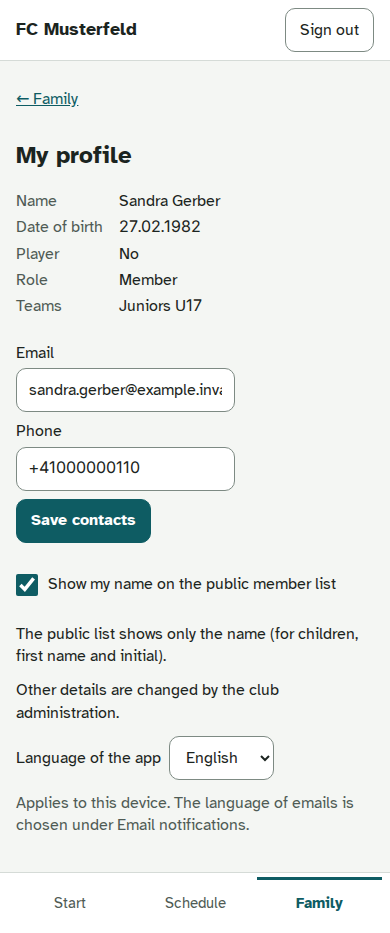 FC Musterfeld
Sign out
← Family
My profile
Name Sandra Gerber
Date of birth 27.02.1982
Player No
Role Member
Teams Juniors U17
Email
sandra.gerber@example.inva
Phone
+41000000110
Save contacts
Show my name on the public member list
The public list shows only the name (for children,
first name and initial).
Other details are changed by the club
administration.
Language of the app English
Applies to this device. The language of emails is
chosen under Email notifications.
Start Schedule Family